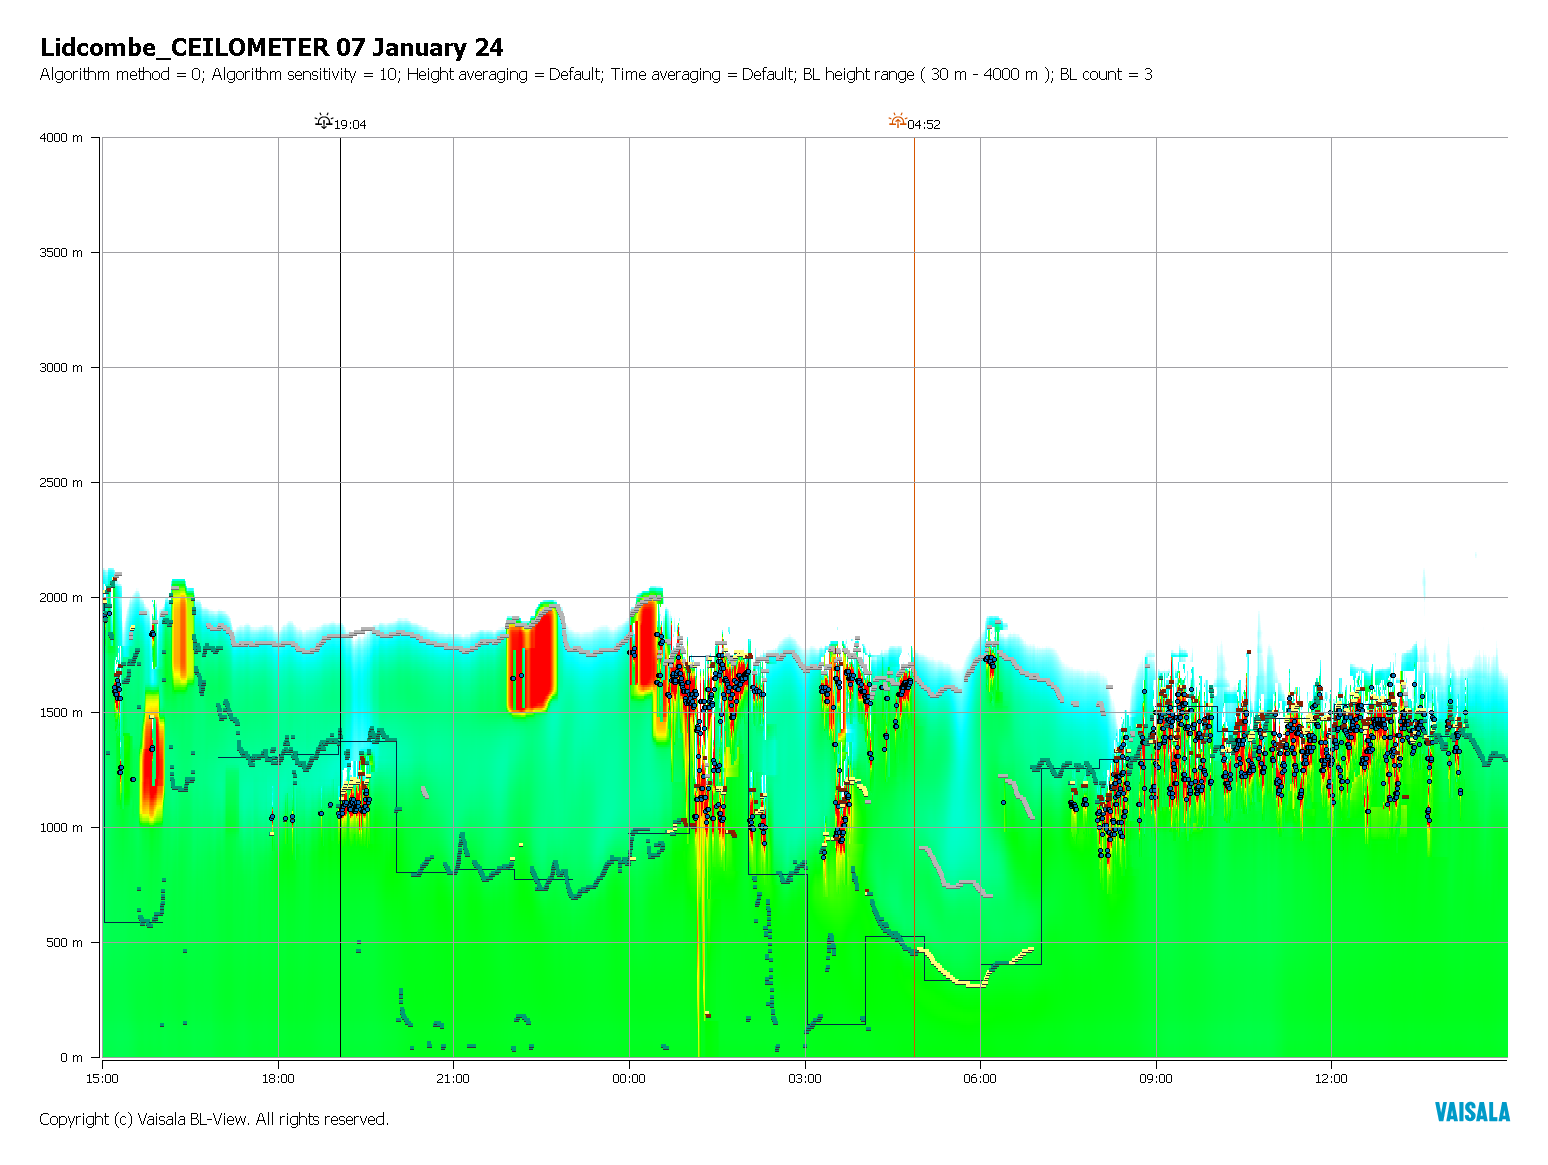 Lidcombe_CEILOMETER 07 January 24
Algorithm method = 0; Algorithm sensitivity = 10; Height averaging = Default; Time averaging = Default; BL height range ( 30 m - 4000 m ); BL count = 3
19:04 04:52
4000 m
3500 m
3000 m
2500 m
2000 m
1500 m
1000 m
500 m
0 m
15:00 18:00 21:00 00:00 03:00 06:00 09:00 12:00
Copyright (c) Vaisala BL-View. All rights reserved.
VAISALA